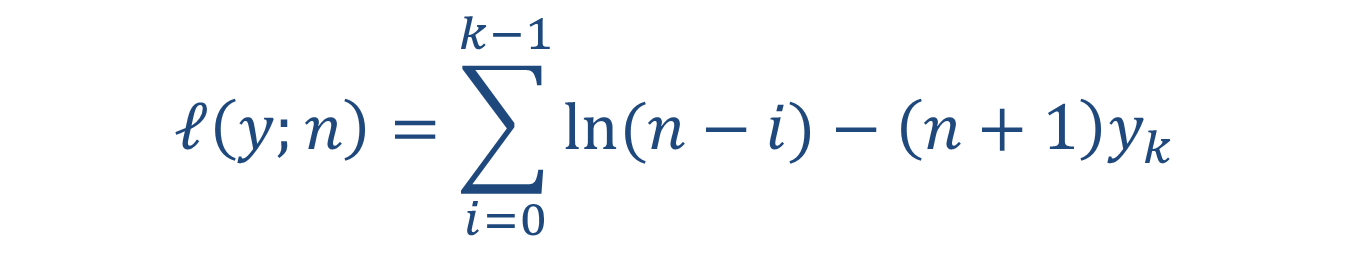 ℓ(y; n) = ∑_{i=0}^{k−1} ln(n − i) − (n + 1)y_k